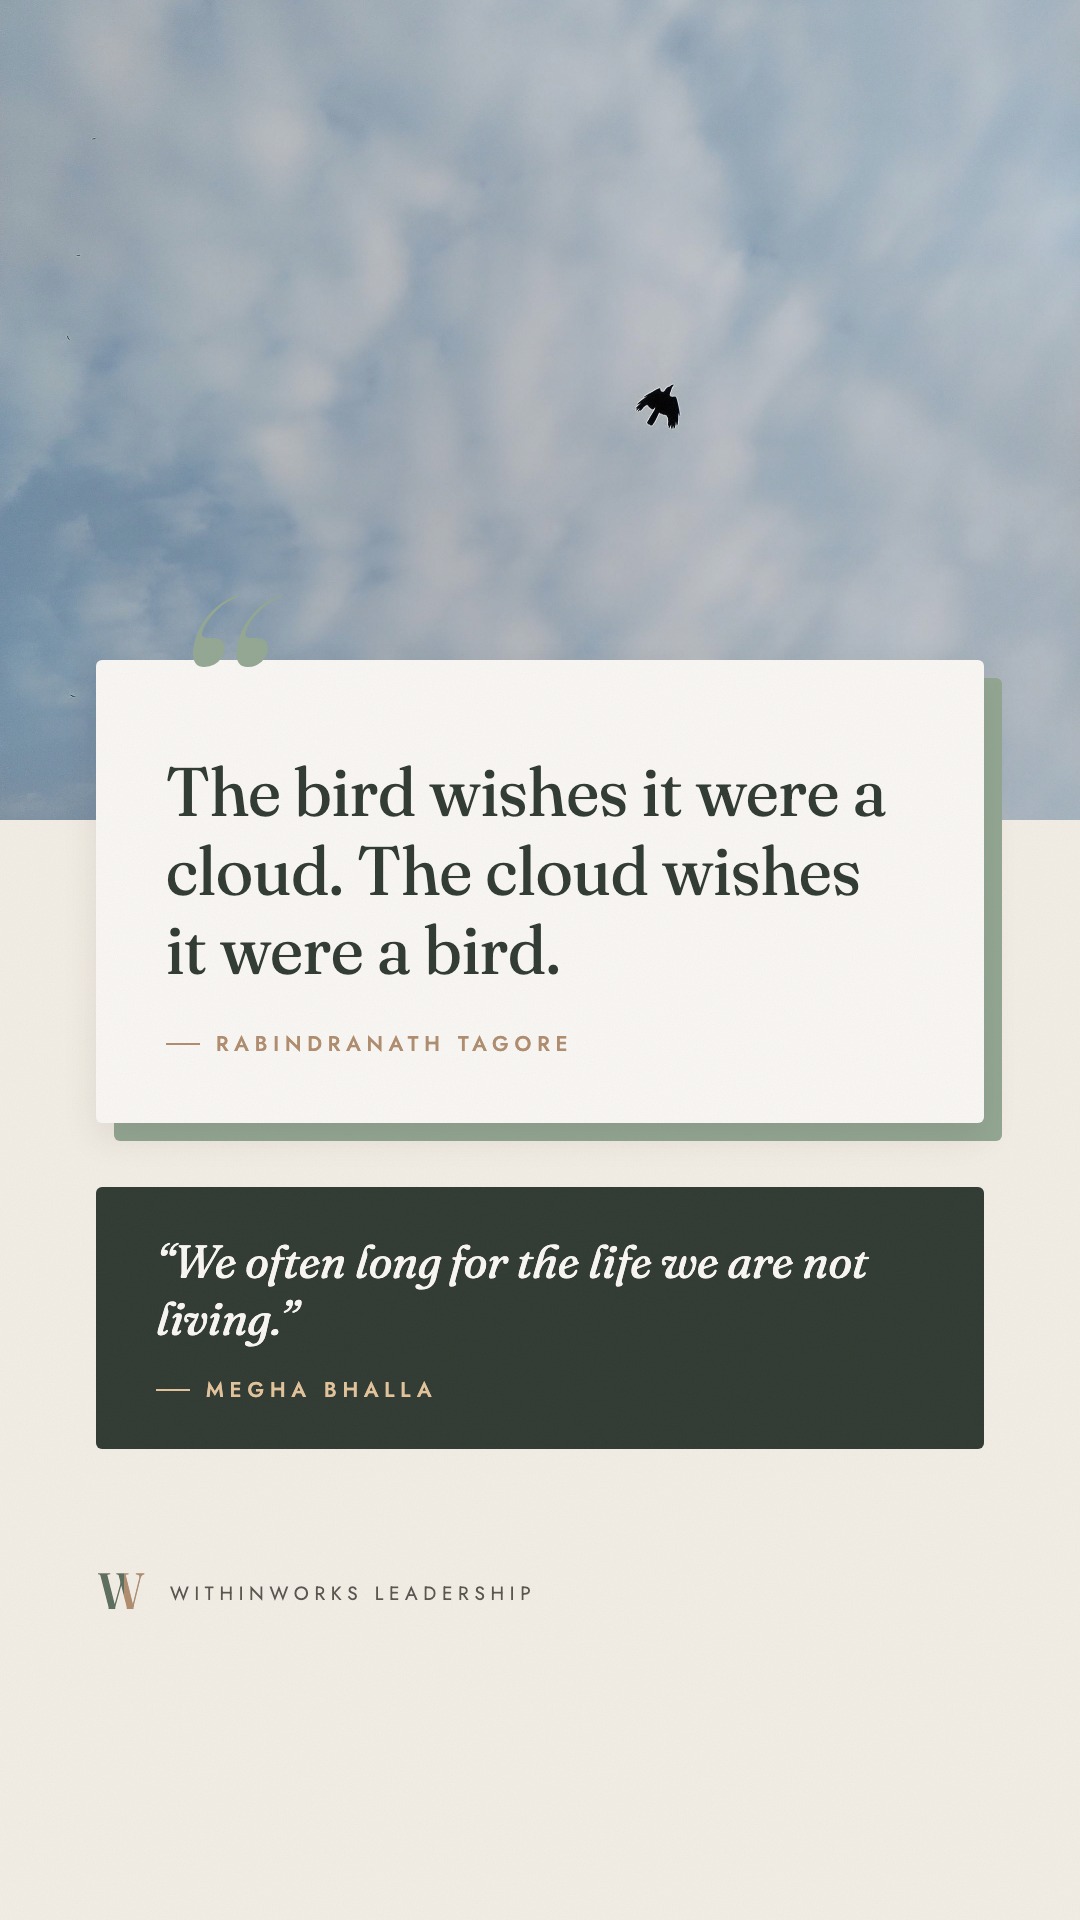 “
The bird wishes it were a
cloud. The cloud wishes
it were a bird.
— RABINDRANATH TAGORE
“We often long for the life we are not
living.”
— MEGHA BHALLA
W WITHINWORKS LEADERSHIP